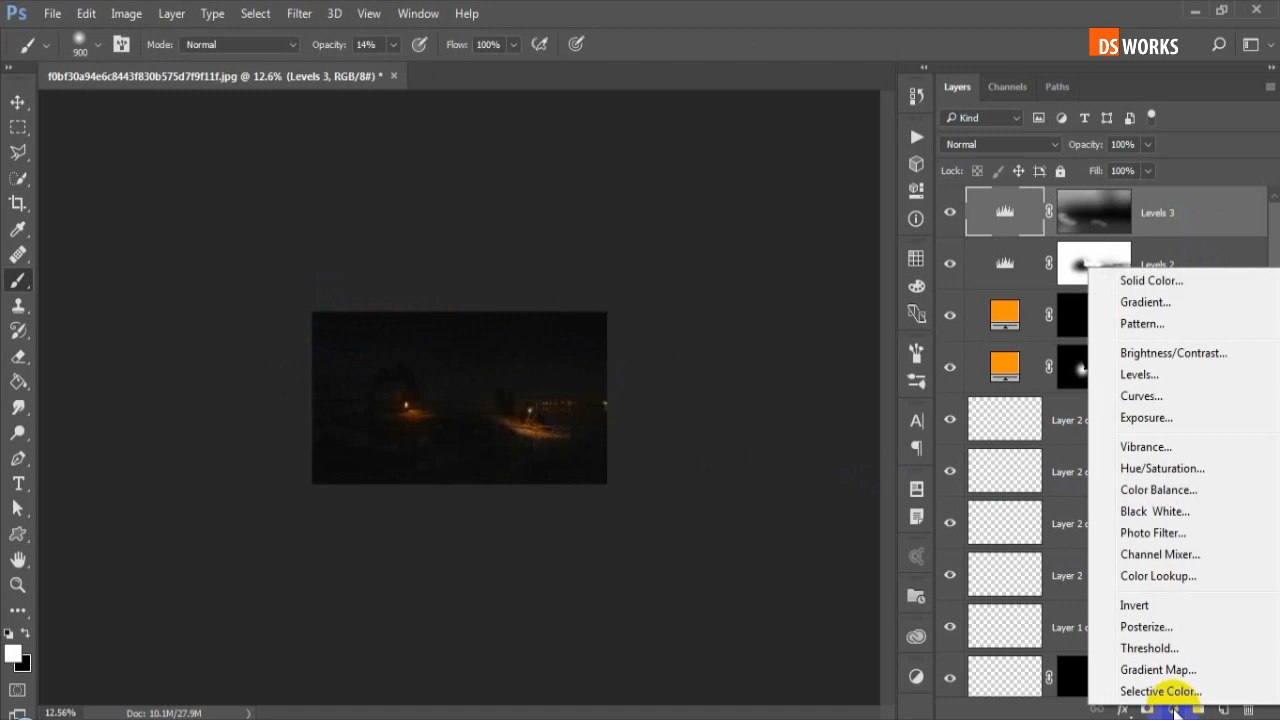 Ps File Edit Image Layer Type Select Filter 3D View Window Help
900 Mode: Normal Opacity: 14% Flow: 100%
DS WORKS
f0bf30a94e6c8443f830b575d7f9f11f.jpg @ 12.6% (Levels 3, RGB/8#) *
Layers Channels Paths
Kind
Normal Opacity: 100%
Lock: Fill: 100%
Levels 3
Levels 2
Solid Color...
Gradient...
Pattern...
Brightness/Contrast...
Levels...
Curves...
Exposure...
Layer 2 c
Vibrance...
Hue/Saturation...
Layer 2 c
Color Balance...
Black White...
Layer 2 c
Photo Filter...
Channel Mixer...
Layer 2
Color Lookup...
Invert
Layer 1 c
Posterize...
Threshold...
Gradient Map...
Selective Color...
12.56% Doc: 10.1M/27.9M